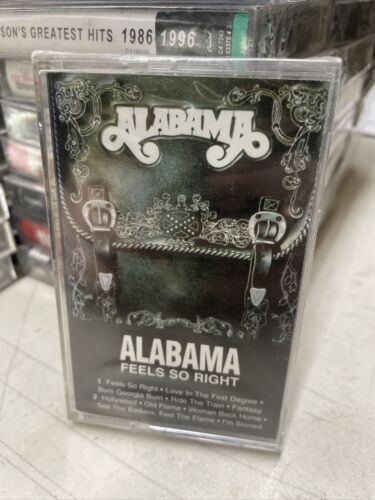 SON'S GREATEST HITS 1986 1996
ALABAMA
ALABAMA
FEELS SO RIGHT
1 Feels So Right • Love In The First Degree •
Burn Georgia Burn • Ride The Train • Fantasy
2 Hollywood • Old Flame • Woman Back Home •
See The Embers, Feel The Flame • I'm Stoned